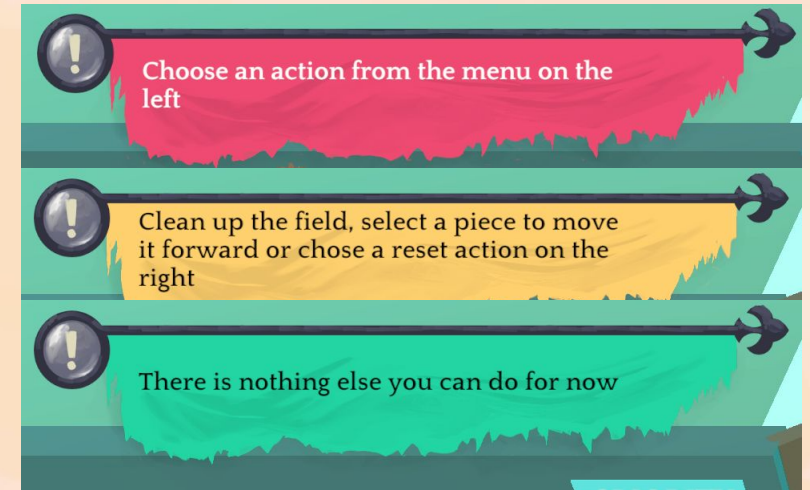 Choose an action from the menu on the
left
Clean up the field, select a piece to move
it forward or chose a reset action on the
right
There is nothing else you can do for now